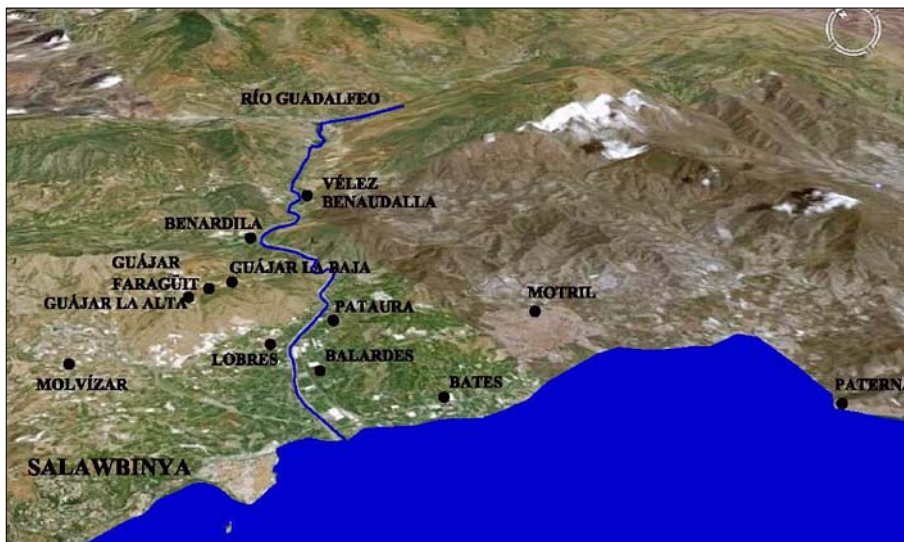 RÍO GUADALFEO
VÉLEZ
BENAUDALLA
BENARDILA
GUÁJAR
FARAGÜIT
GUÁJAR LA BAJA
GUÁJAR LA ALTA
MOTRIL
PATAURA
LOBRES
BALARDES
MOLVÍZAR
BATES
PATERNA
SALAWBINYA